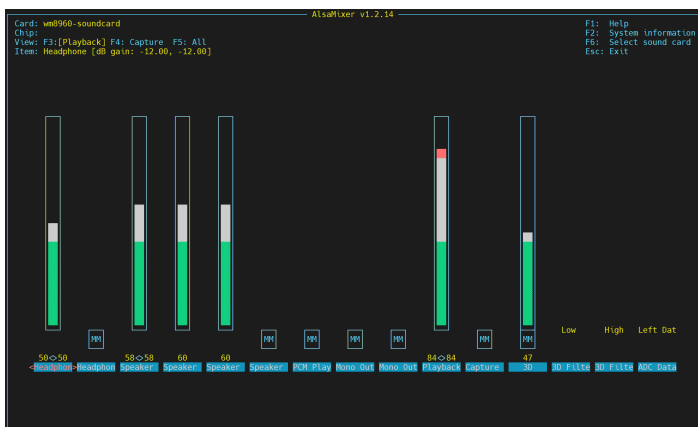 AlsaMixer v1.2.14
Card: wm8960-soundcard F1: Help
Chip: F2: System information
View: F3:[Playback] F4: Capture F5: All F6: Select sound card
Item: Headphone [dB gain: -12.00, -12.00] Esc: Exit
Low High Left Dat
MM MM MM MM MM MM MM
50<>50 58<>58 60 60 84<>84 47
<Headphon>Headphon Speaker Speaker Speaker Speaker PCM Play Mono Out Mono Out Playback Capture 3D 3D Filte 3D Filte ADC Data